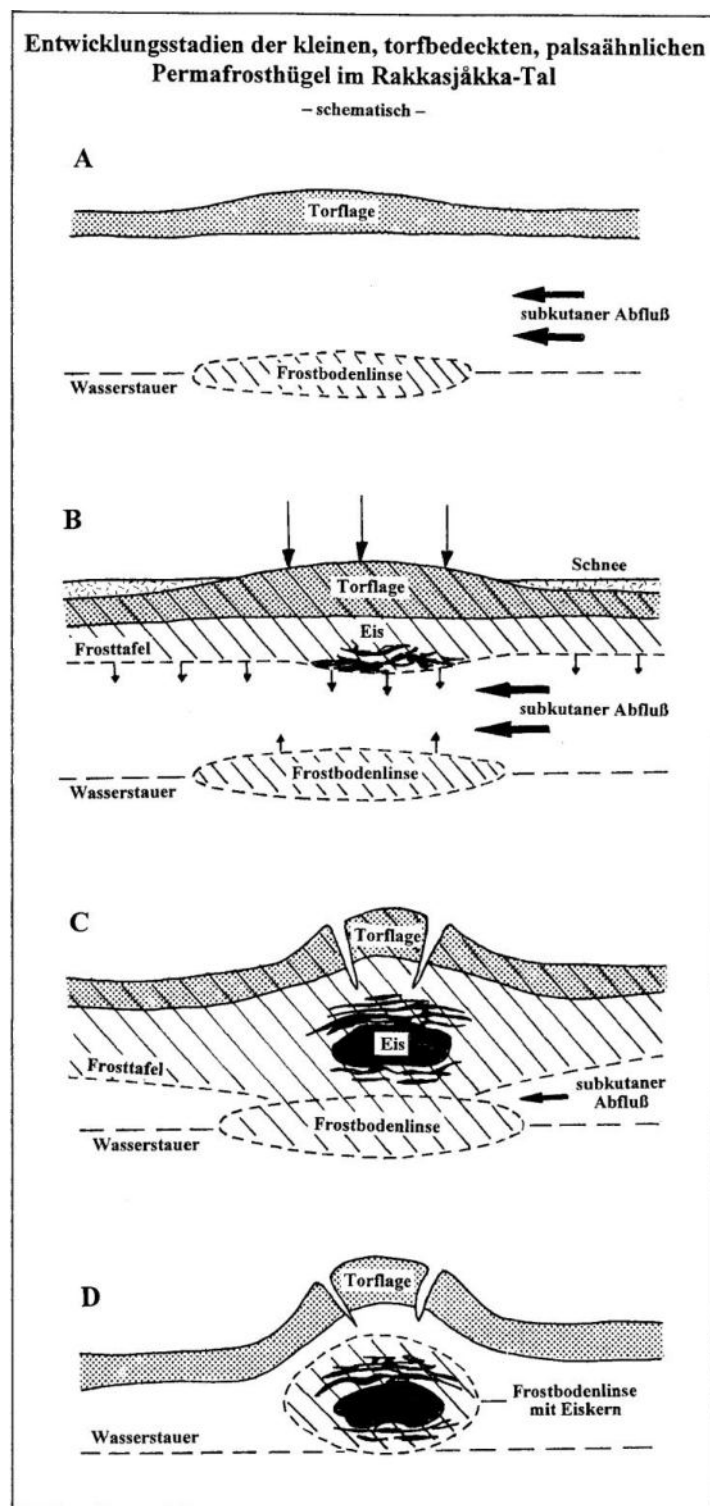 Entwicklungsstadien der kleinen, torfbedeckten, palsaähnlichen
Permafrosthügel im Rakkasjåkka-Tal
– schematisch –
A
Torflage
subkutaner Abfluß
Frostbodenlinse
Wasserstauer
B
Schnee
Torflage
Eis
Frosttafel
subkutaner Abfluß
Frostbodenlinse
Wasserstauer
C
Torflage
Eis
Frosttafel
subkutaner
Abfluß
Frostbodenlinse
Wasserstauer
D
Torflage
Frostbodenlinse
mit Eiskern
Wasserstauer